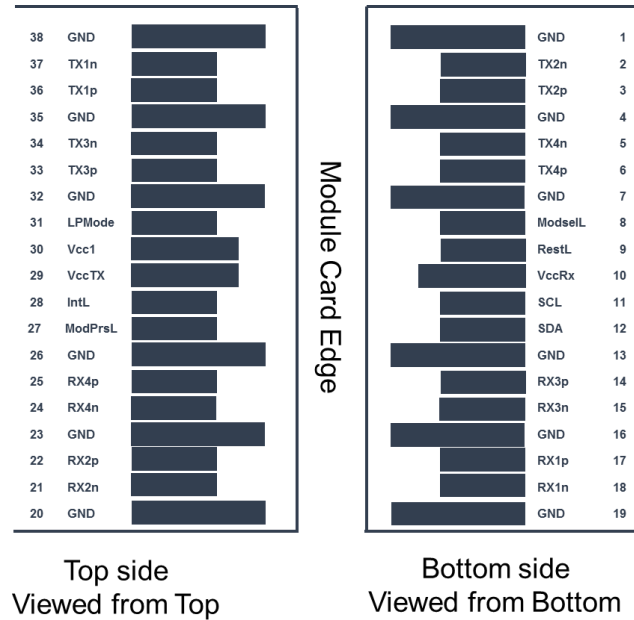 38 GND
37 TX1n
36 TX1p
35 GND
34 TX3n
33 TX3p
32 GND
31 LPMode
30 Vcc1
29 VccTX
28 IntL
27 ModPrsL
26 GND
25 RX4p
24 RX4n
23 GND
22 RX2p
21 RX2n
20 GND
Module Card Edge
GND 1
TX2n 2
TX2p 3
GND 4
TX4n 5
TX4p 6
GND 7
ModselL 8
RestL 9
VccRx 10
SCL 11
SDA 12
GND 13
RX3p 14
RX3n 15
GND 16
RX1p 17
RX1n 18
GND 19
Top side
Viewed from Top
Bottom side
Viewed from Bottom